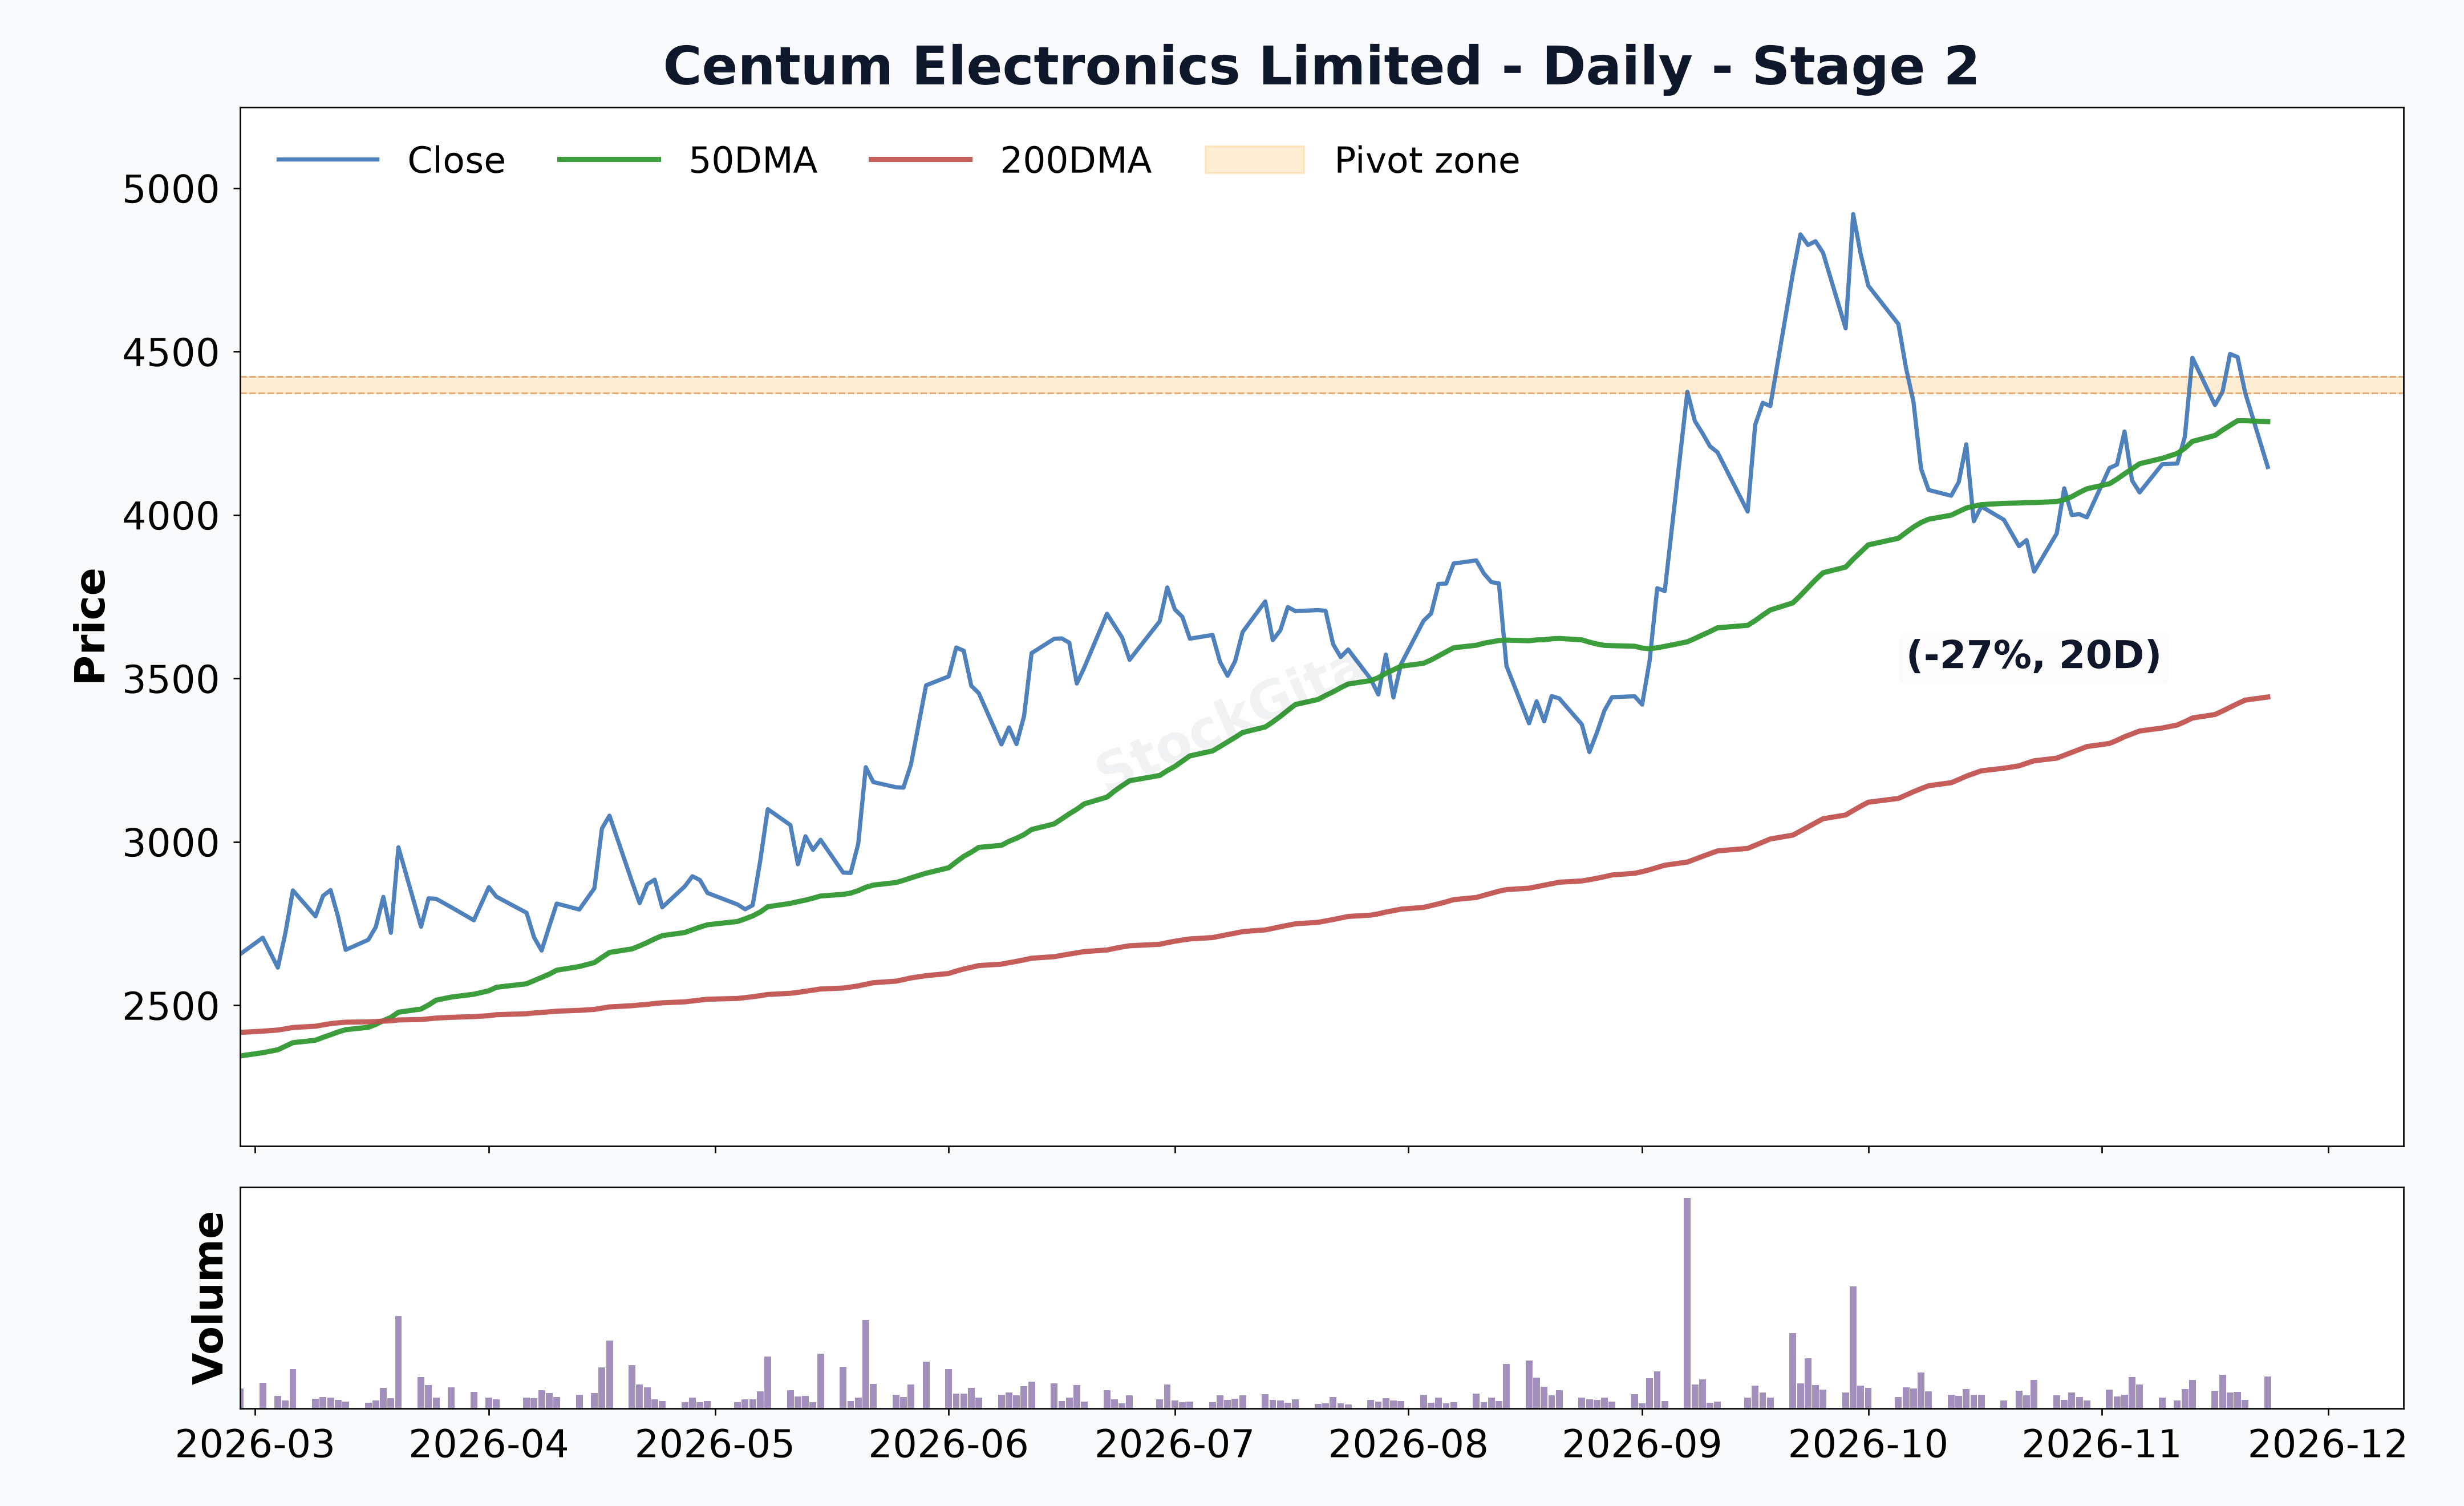 Centum Electronics Limited - Daily - Stage 2
Close 50DMA 200DMA Pivot zone
5000
4500
4000
3500
3000
2500
Price
(-27%, 20D)
StockGita
Volume
2026-03 2026-04 2026-05 2026-06 2026-07 2026-08 2026-09 2026-10 2026-11 2026-12